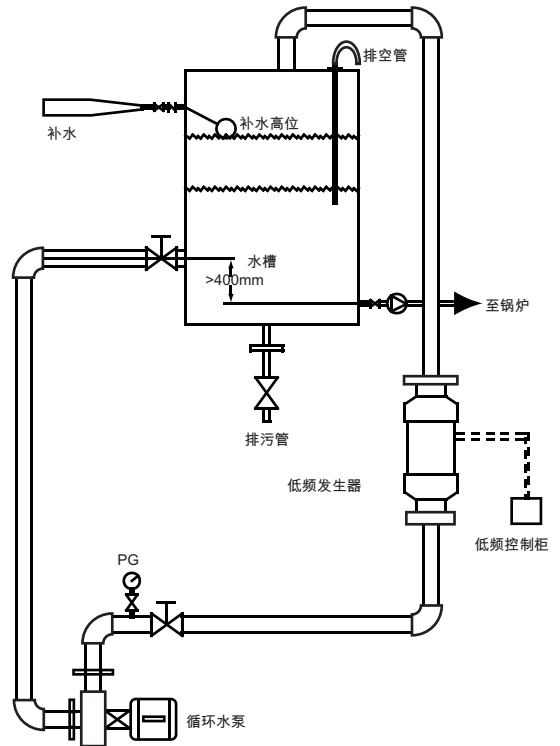 排空管
补水高位
补水
水槽
>400mm
至锅炉
排污管
低频发生器
低频控制柜
PG
循环水泵